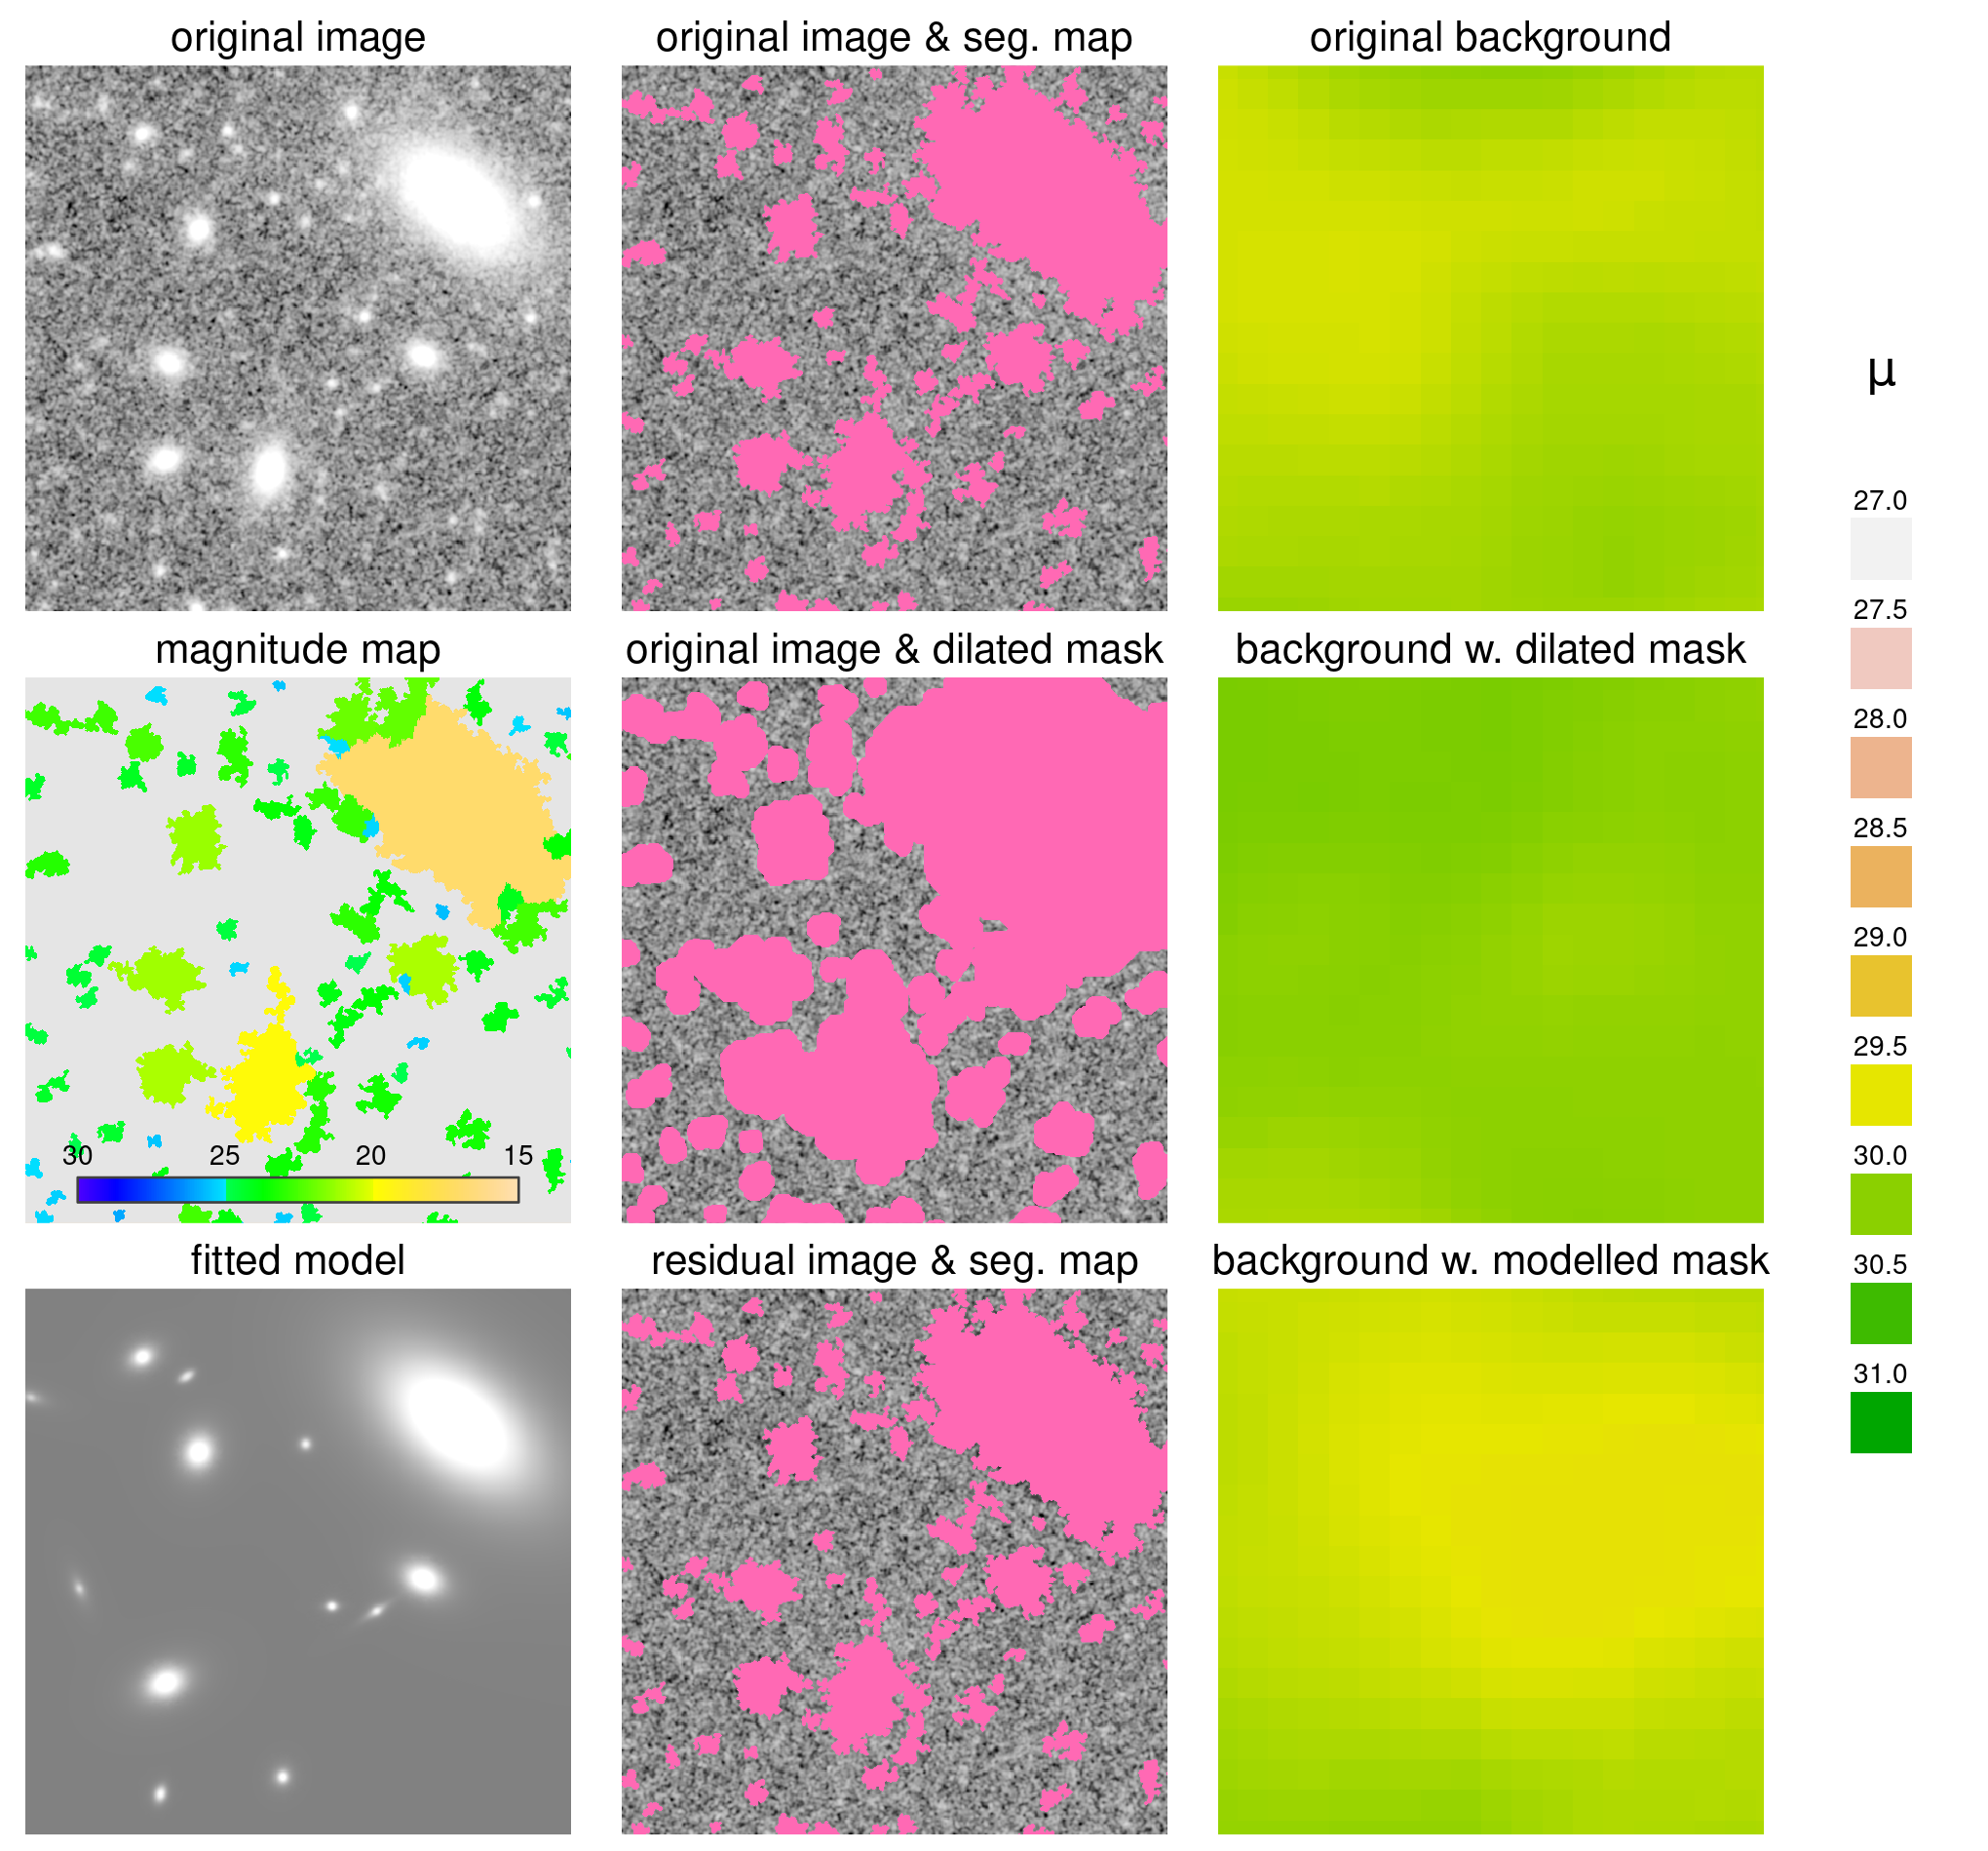 original image
original image & seg. map
original background
magnitude map
original image & dilated mask
background w. dilated mask
30 25 20 15
fitted model
residual image & seg. map
background w. modelled mask
μ
27.0
27.5
28.0
28.5
29.0
29.5
30.0
30.5
31.0